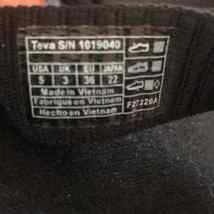 Teva S/N 1019040
USA UK EU JAPAN
5 3 36 22
Made in Vietnam
Fabriqué en Vietnam
Hecho en Vietnam